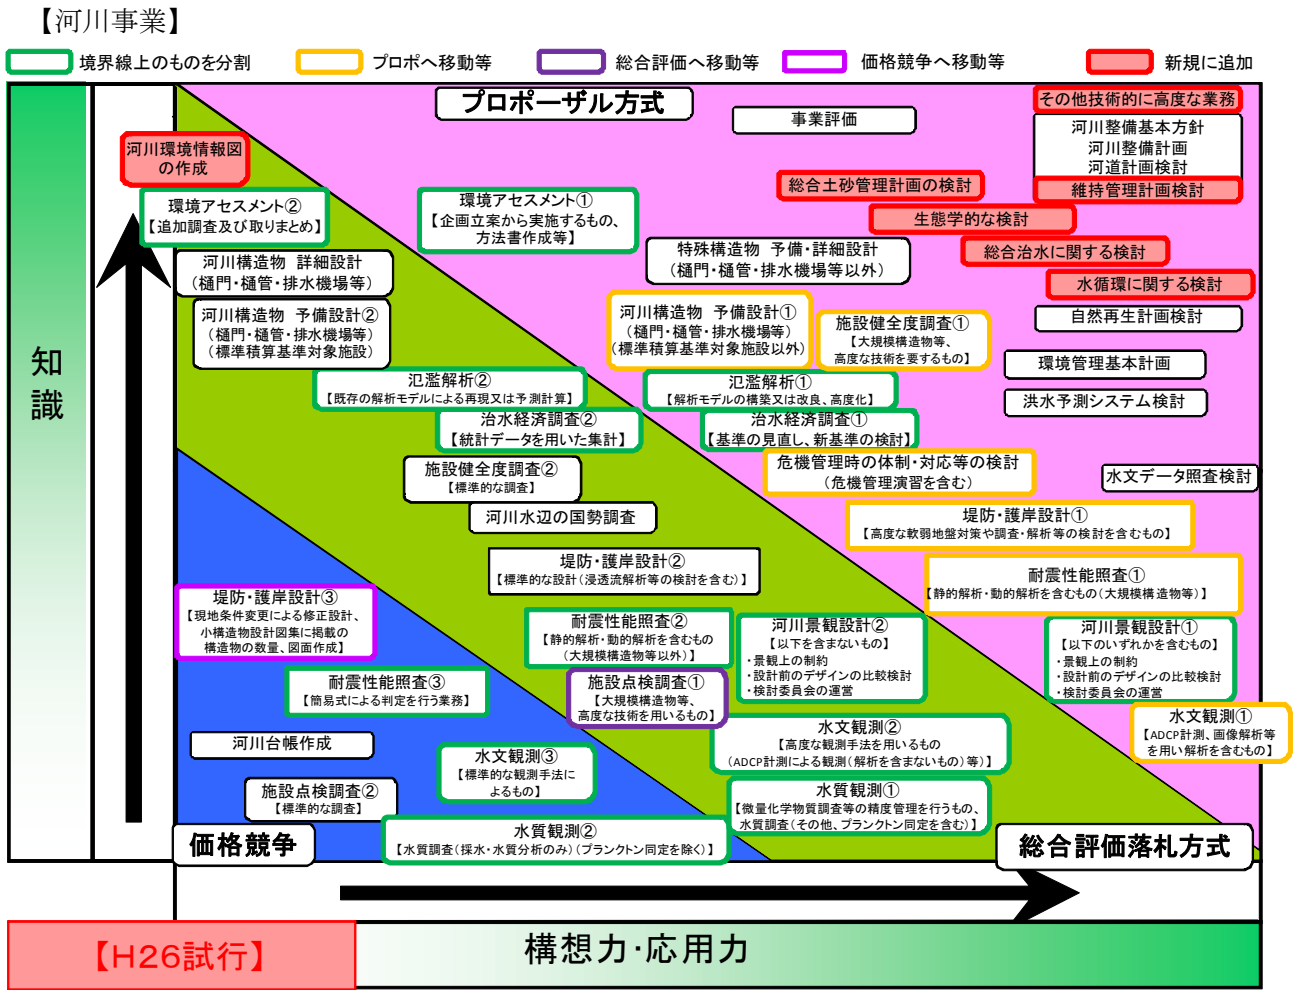 【河川事業】
境界線上のものを分割
プロポへ移動等
総合評価へ移動等
価格競争へ移動等
新規に追加
プロポーザル方式
事業評価
その他技術的に高度な業務
河川整備基本方針
河川整備計画
河道計画検討
維持管理計画検討
河川環境情報図
の作成
総合土砂管理計画の検討
環境アセスメント②
【追加調査及び取りまとめ】
環境アセスメント①
【企画立案から実施するもの、
方法書作成等】
生態学的な検討
特殊構造物 予備・詳細設計
(樋門・樋管・排水機場等以外)
総合治水に関する検討
水循環に関する検討
河川構造物 詳細設計
(樋門・樋管・排水機場等)
河川構造物 予備設計②
(樋門・樋管・排水機場等)
(標準積算基準対象施設)
河川構造物 予備設計①
(樋門・樋管・排水機場等)
(標準積算基準対象施設以外)
施設健全度調査①
【大規模構造物等、
高度な技術を要するもの】
自然再生計画検討
環境管理基本計画
洪水予測システム検討
知
識
氾濫解析②
【既存の解析モデルによる再現又は予測計算】
氾濫解析①
【解析モデルの構築又は改良、高度化】
治水経済調査②
【統計データを用いた集計】
治水経済調査①
【基準の見直し、新基準の検討】
施設健全度調査②
【標準的な調査】
危機管理時の体制・対応等の検討
(危機管理演習を含む)
水文データ照査検討
河川水辺の国勢調査
堤防・護岸設計①
【高度な軟弱地盤対策や調査・解析等の検討を含むもの】
堤防・護岸設計②
【標準的な設計(浸透流解析等の検討を含む)】
耐震性能照査①
【静的解析・動的解析を含むもの(大規模構造物等)】
堤防・護岸設計③
【現地条件変更による修正設計、
小構造物設計図集に掲載の
構造物の数量、図面作成】
耐震性能照査②
【静的解析・動的解析を含むもの
(大規模構造物等以外)】
河川景観設計②
【以下を含まないもの】
・景観上の制約
・設計前のデザインの比較検討
・検討委員会の運営
河川景観設計①
【以下のいずれかを含むもの】
・景観上の制約
・設計前のデザインの比較検討
・検討委員会の運営
耐震性能照査③
【簡易式による判定を行う業務】
施設点検調査①
【大規模構造物等、
高度な技術を用いるもの】
水文観測①
【ADCP計測、画像解析等
を用い解析を含むもの】
河川台帳作成
水文観測②
【高度な観測手法を用いるもの
(ADCP計測による観測(解析を含まないもの)等)】
水文観測③
【標準的な観測手法に
よるもの】
施設点検調査②
【標準的な調査】
水質観測①
【微量化学物質調査等の精度管理を行うもの、
水質調査(その他、プランクトン同定を含む)】
水質観測②
【水質調査(採水・水質分析のみ)(プランクトン同定を除く)】
価格競争
総合評価落札方式
【H26試行】
構想力・応用力